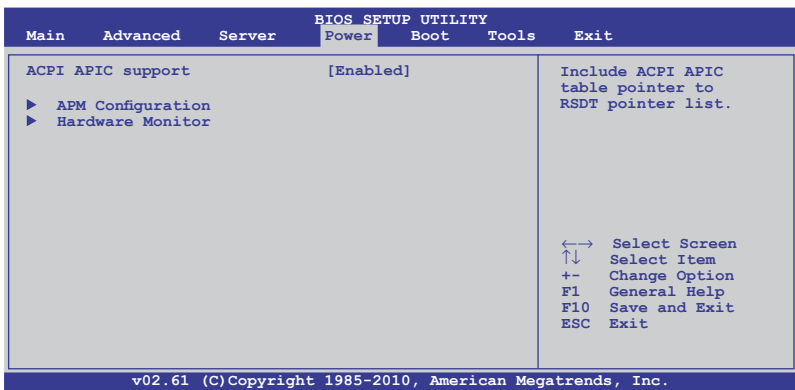 BIOS SETUP UTILITY
Main Advanced Server Power Boot Tools Exit
ACPI APIC support [Enabled]
▶ APM Configuration
▶ Hardware Monitor
Include ACPI APIC
table pointer to
RSDT pointer list.
←→ Select Screen
↑↓ Select Item
+- Change Option
F1 General Help
F10 Save and Exit
ESC Exit
v02.61 (C)Copyright 1985-2010, American Megatrends, Inc.